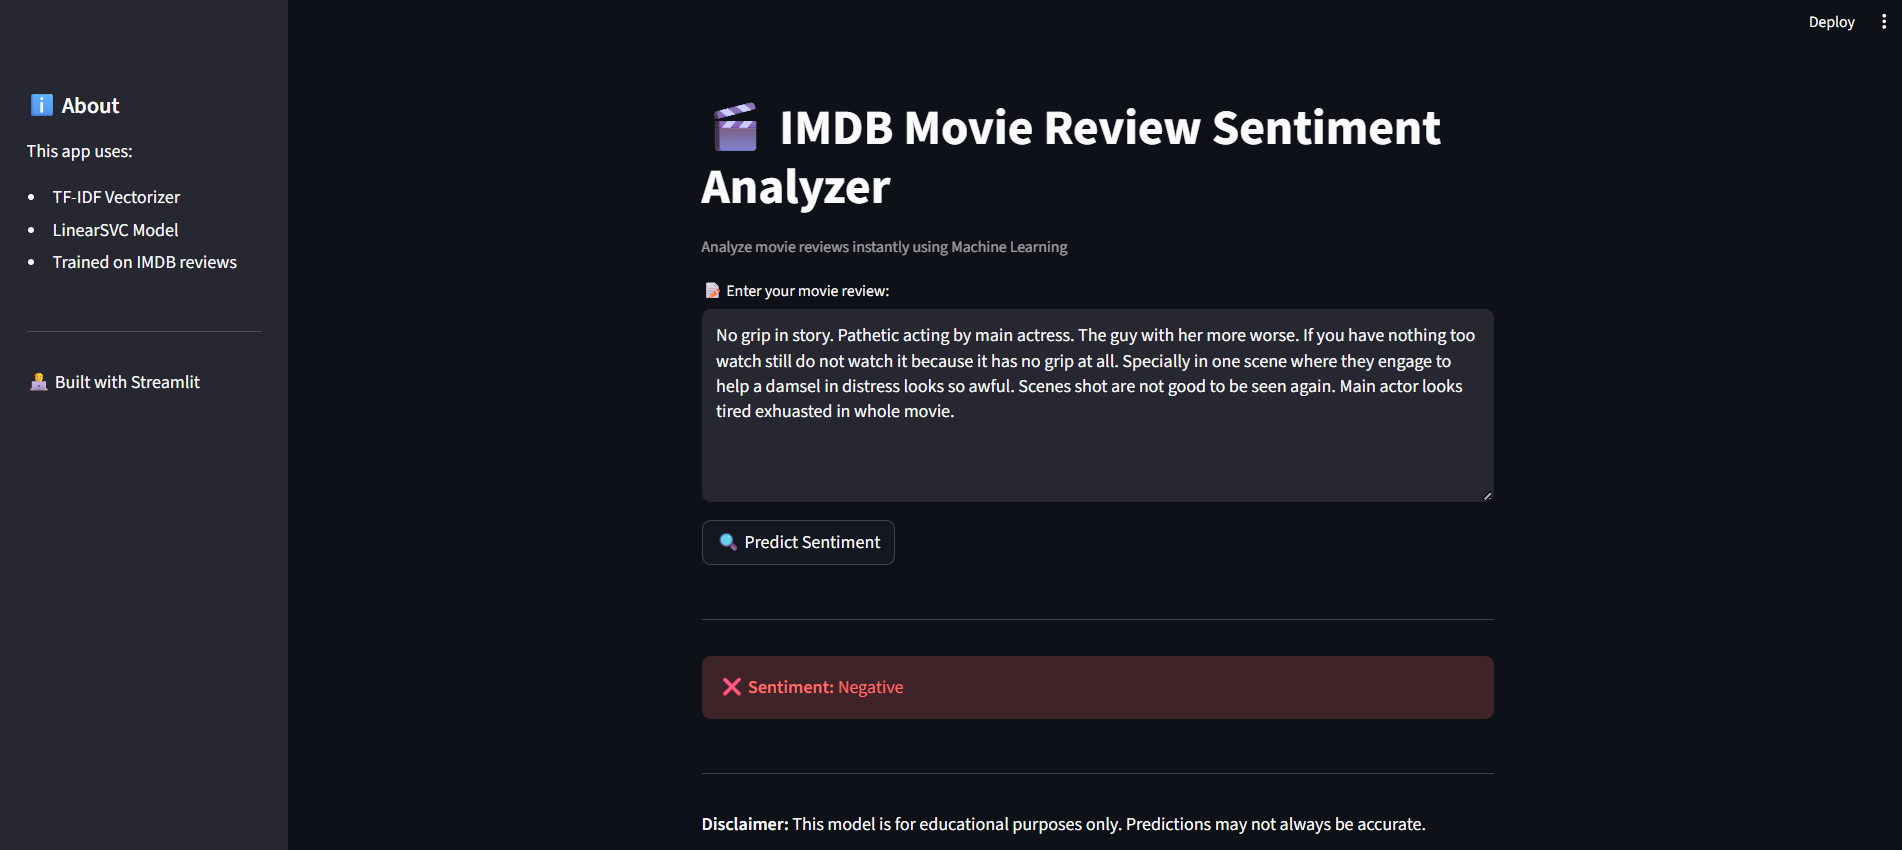 Deploy
About
This app uses:
TF-IDF Vectorizer
LinearSVC Model
Trained on IMDB reviews
Built with Streamlit
IMDB Movie Review Sentiment
Analyzer
Analyze movie reviews instantly using Machine Learning
Enter your movie review:
No grip in story. Pathetic acting by main actress. The guy with her more worse. If you have nothing too
watch still do not watch it because it has no grip at all. Specially in one scene where they engage to
help a damsel in distress looks so awful. Scenes shot are not good to be seen again. Main actor looks
tired exhuasted in whole movie.
Predict Sentiment
Sentiment: Negative
Disclaimer: This model is for educational purposes only. Predictions may not always be accurate.